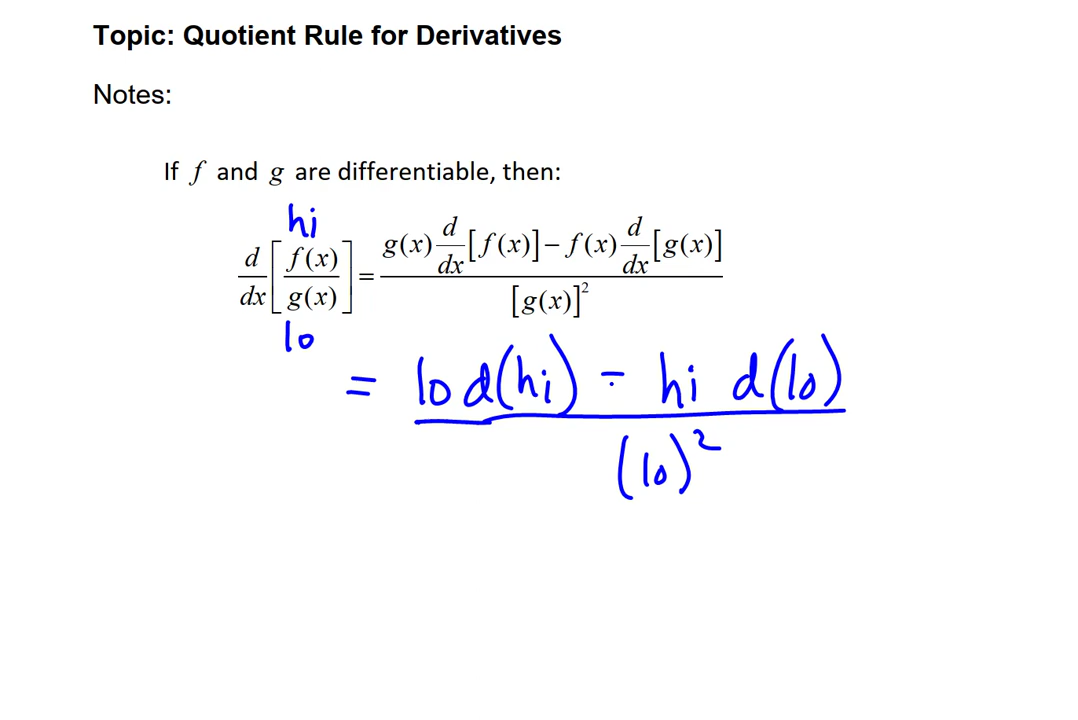 Topic: Quotient Rule for Derivatives
Notes:
If f and g are differentiable, then:
hi
d/dx [f(x)/g(x)] = (g(x) d/dx [f(x)] − f(x) d/dx [g(x)]) / [g(x)]²
lo
= (lo d(hi) - hi d(lo)) / (lo)²